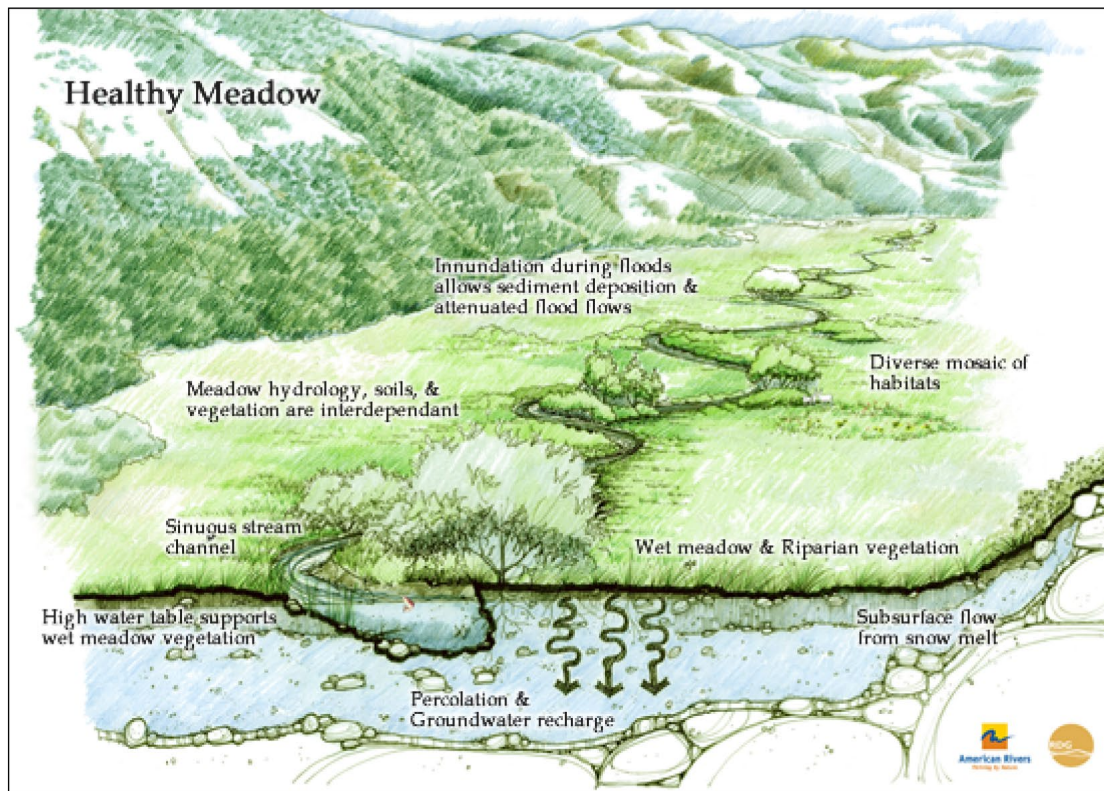 Healthy Meadow
Innundation during floods
allows sediment deposition &
attenuated flood flows
Diverse mosaic of
habitats
Meadow hydrology, soils, &
vegetation are interdependant
Sinuous stream
channel
Wet meadow & Riparian vegetation
High water table supports
wet meadow vegetation
Subsurface flow
from snow melt
Percolation &
Groundwater recharge
American Rivers
RDG